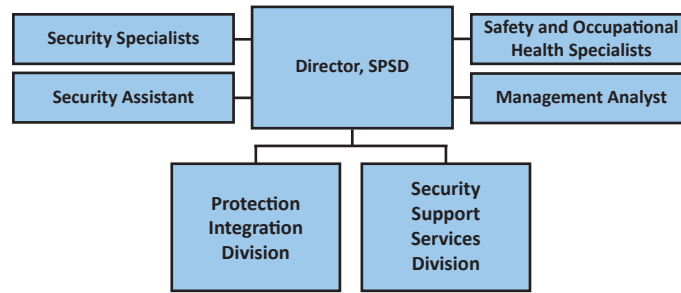 Security Specialists
Security Assistant
Director, SPSD
Safety and Occupational
Health Specialists
Management Analyst
Protection
Integration
Division
Security
Support
Services
Division